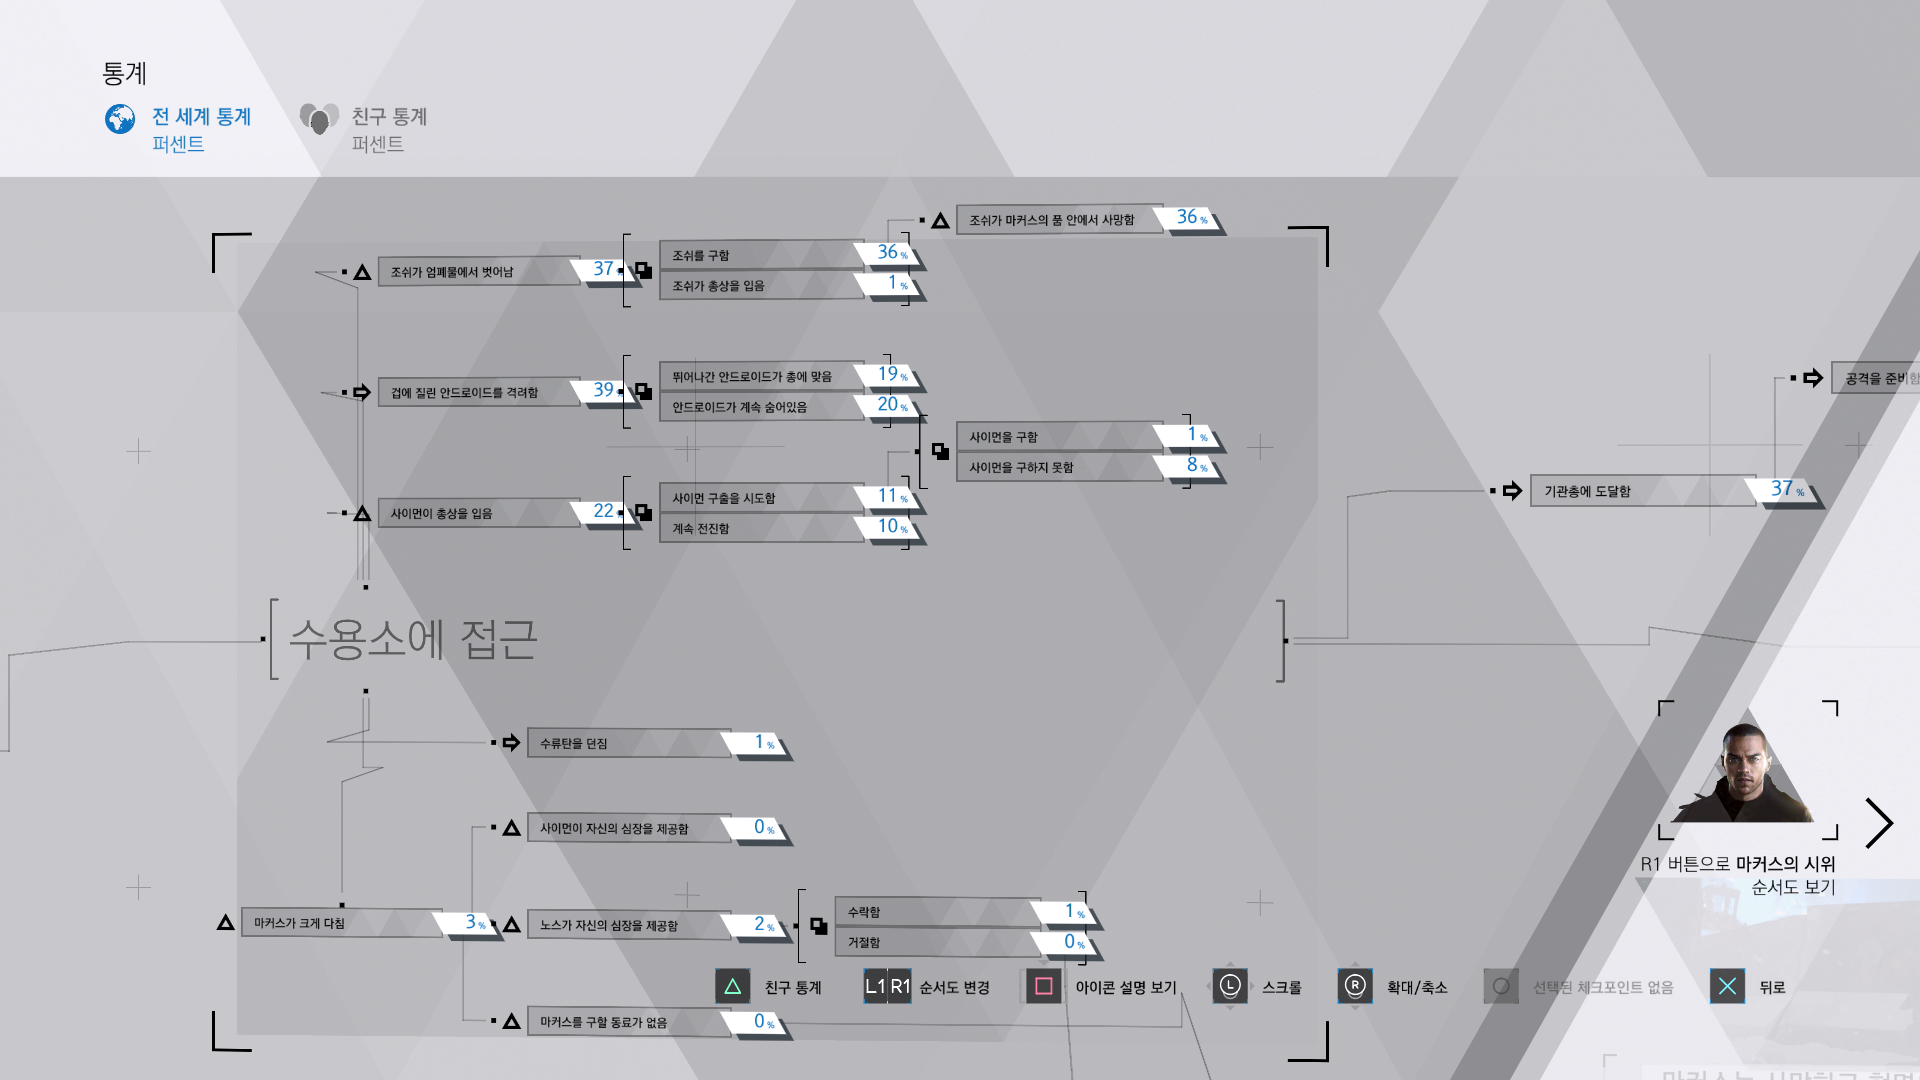 통계
전 세계 통계
퍼센트
친구 통계
퍼센트
조쉬가 마커스의 품 안에서 사망함 36%
조쉬가 엄폐물에서 벗어남 37%
조쉬를 구함 36%
조쉬가 총상을 입음 1%
겁에 질린 안드로이드를 격려함 39%
뛰어나간 안드로이드가 총에 맞음 19%
안드로이드가 계속 숨어있음 20%
공격을 준비함
사이먼을 구함 1%
사이먼을 구하지 못함 8%
사이먼이 총상을 입음 22%
사이먼 구출을 시도함 11%
계속 전진함 10%
기관총에 도달함 37%
수용소에 접근
수류탄을 던짐 1%
사이먼이 자신의 심장을 제공함 0%
마커스가 크게 다침 3%
노스가 자신의 심장을 제공함 2%
수락함 1%
거절함 0%
마커스를 구할 동료가 없음 0%
R1 버튼으로 마커스의 시위
순서도 보기
친구 통계
L1 R1 순서도 변경
아이콘 설명 보기
L 스크롤
R 확대/축소
선택된 체크포인트 없음
뒤로